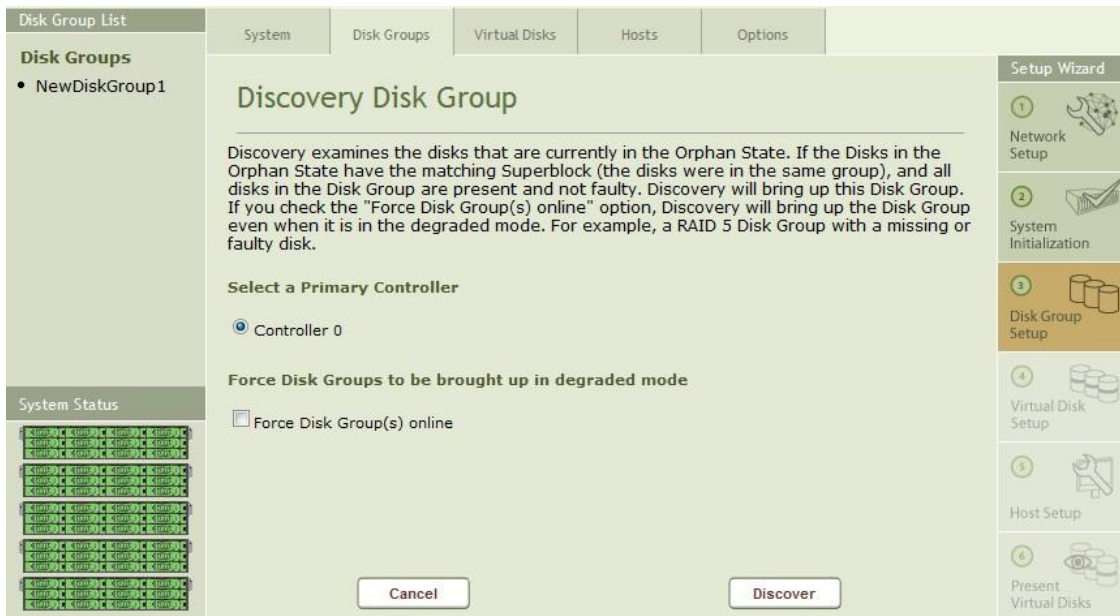 Disk Group List
Disk Groups
• NewDiskGroup1
System Status
System
Disk Groups
Virtual Disks
Hosts
Options
Discovery Disk Group
Discovery examines the disks that are currently in the Orphan State. If the Disks in the
Orphan State have the matching Superblock (the disks were in the same group), and all
disks in the Disk Group are present and not faulty. Discovery will bring up this Disk Group.
If you check the "Force Disk Group(s) online" option, Discovery will bring up the Disk Group
even when it is in the degraded mode. For example, a RAID 5 Disk Group with a missing or
faulty disk.
Select a Primary Controller
Controller 0
Force Disk Groups to be brought up in degraded mode
Force Disk Group(s) online
Cancel
Discover
Setup Wizard
1
Network
Setup
2
System
Initialization
3
Disk Group
Setup
4
Virtual Disk
Setup
5
Host Setup
6
Present
Virtual Disks